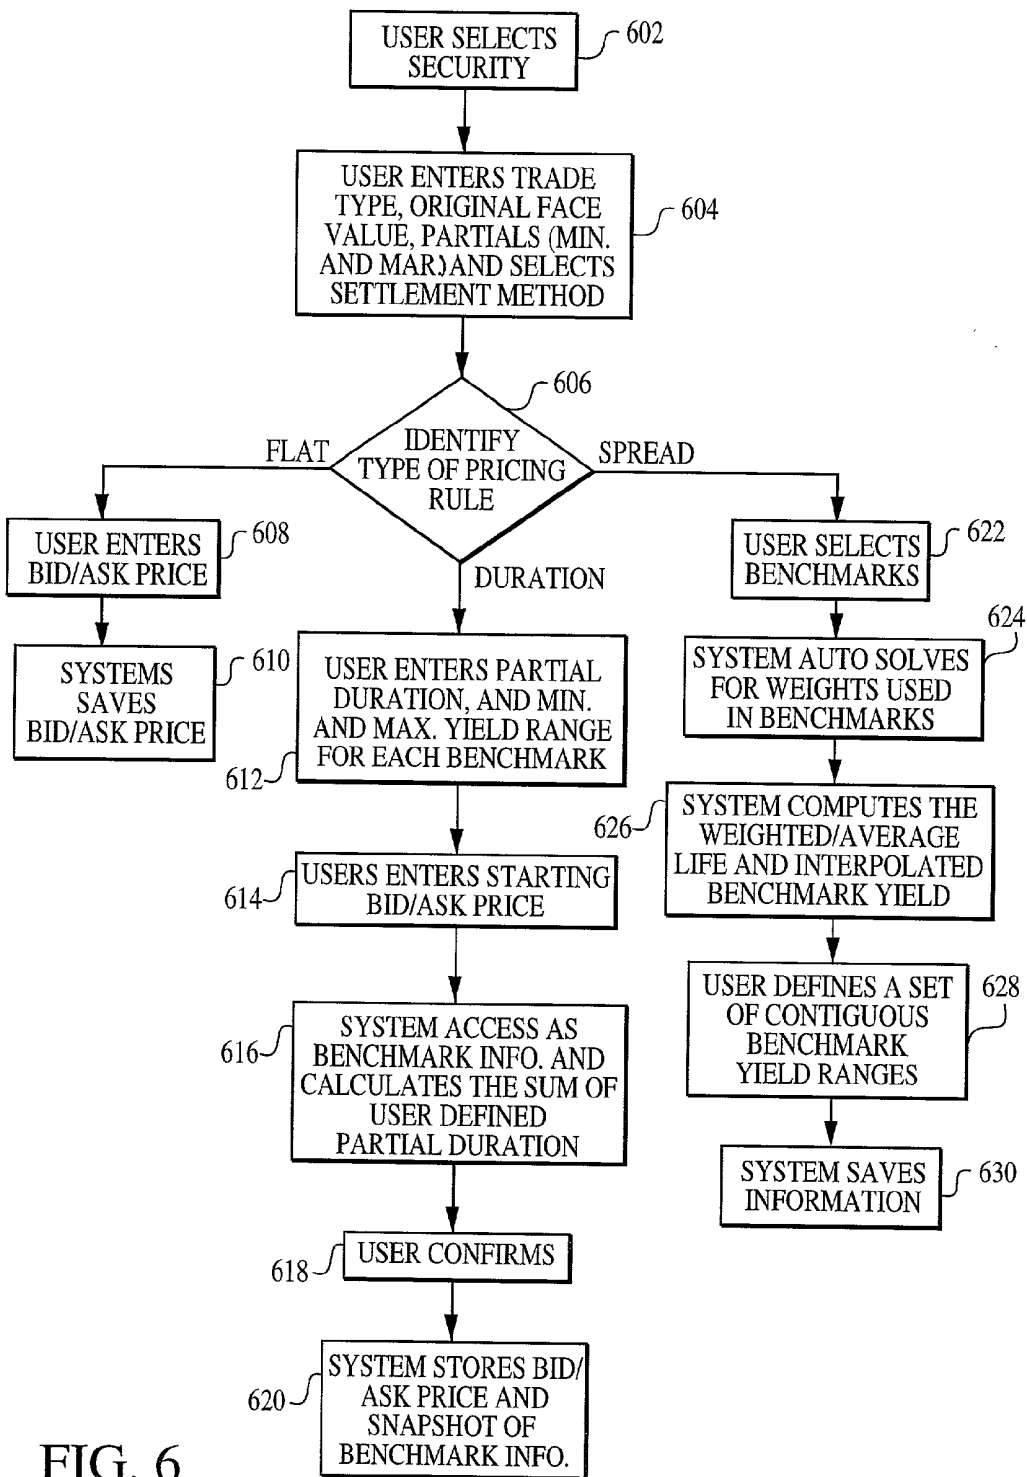 USER SELECTS
SECURITY
602
USER ENTERS TRADE
TYPE, ORIGINAL FACE
VALUE, PARTIALS (MIN.
AND MAR.) AND SELECTS
SETTLEMENT METHOD
604
606
IDENTIFY
TYPE OF PRICING
RULE
FLAT
SPREAD
DURATION
USER ENTERS
BID/ASK PRICE
608
SYSTEMS
SAVES
BID/ASK PRICE
610
USER ENTERS PARTIAL
DURATION, AND MIN.
AND MAX. YIELD RANGE
FOR EACH BENCHMARK
612
USERS ENTERS STARTING
BID/ASK PRICE
614
SYSTEM ACCESS AS
BENCHMARK INFO. AND
CALCULATES THE SUM OF
USER DEFINED
PARTIAL DURATION
616
USER CONFIRMS
618
SYSTEM STORES BID/
ASK PRICE AND
SNAPSHOT OF
BENCHMARK INFO.
620
USER SELECTS
BENCHMARKS
622
SYSTEM AUTO SOLVES
FOR WEIGHTS USED
IN BENCHMARKS
624
SYSTEM COMPUTES THE
WEIGHTED/AVERAGE
LIFE AND INTERPOLATED
BENCHMARK YIELD
626
USER DEFINES A SET
OF CONTIGUOUS
BENCHMARK
YIELD RANGES
628
SYSTEM SAVES
INFORMATION
630
FIG. 6